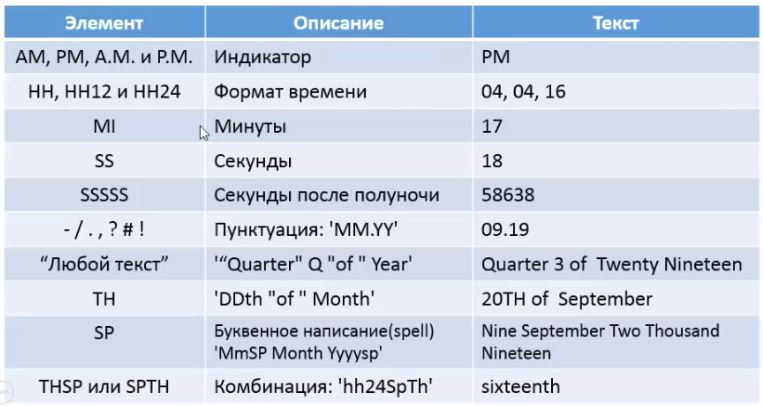 Элемент Описание Текст
AM, PM, A.M. и P.M. Индикатор PM
HH, HH12 и HH24 Формат времени 04, 04, 16
MI Минуты 17
SS Секунды 18
SSSSS Секунды после полуночи 58638
- / . , ? # ! Пунктуация: 'MM.YY' 09.19
“Любой текст” '“Quarter" Q "of " Year' Quarter 3 of Twenty Nineteen
TH 'DDth "of " Month' 20TH of September
SP Буквенное написание(spell) Nine September Two Thousand
'MmSP Month Yyyysp' Nineteen
THSP или SPTH Комбинация: 'hh24SpTh' sixteenth